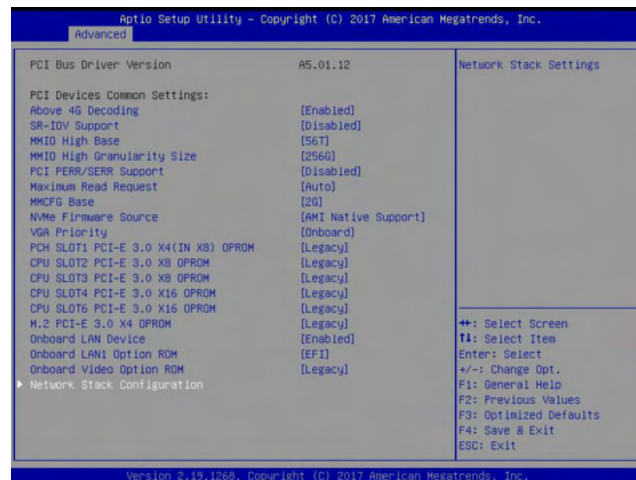 Aptio Setup Utility - Copyright (C) 2017 American Megatrends, Inc.
Advanced
PCI Bus Driver Version A5.01.12
PCI Devices Common Settings:
Above 4G Decoding [Enabled]
SR-IOV Support [Disabled]
MMIO High Base [56T]
MMIO High Granularity Size [256G]
PCI PERR/SERR Support [Disabled]
Maximum Read Request [Auto]
MMCFG Base [2G]
NVMe Firmware Source [AMI Native Support]
VGA Priority [Onboard]
PCH SLOT1 PCI-E 3.0 X4(IN X8) OPROM [Legacy]
CPU SLOT2 PCI-E 3.0 X8 OPROM [Legacy]
CPU SLOT3 PCI-E 3.0 X8 OPROM [Legacy]
CPU SLOT4 PCI-E 3.0 X16 OPROM [Legacy]
CPU SLOT6 PCI-E 3.0 X16 OPROM [Legacy]
M.2 PCI-E 3.0 X4 OPROM [Legacy]
Onboard LAN Device [Enabled]
Onboard LAN1 Option ROM [EFI]
Onboard Video Option ROM [Legacy]
▶ Network Stack Configuration
Network Stack Settings
→←: Select Screen
↑↓: Select Item
Enter: Select
+/-: Change Opt.
F1: General Help
F2: Previous Values
F3: Optimized Defaults
F4: Save & Exit
ESC: Exit
Version 2.19.1268. Copyright (C) 2017 American Megatrends, Inc.